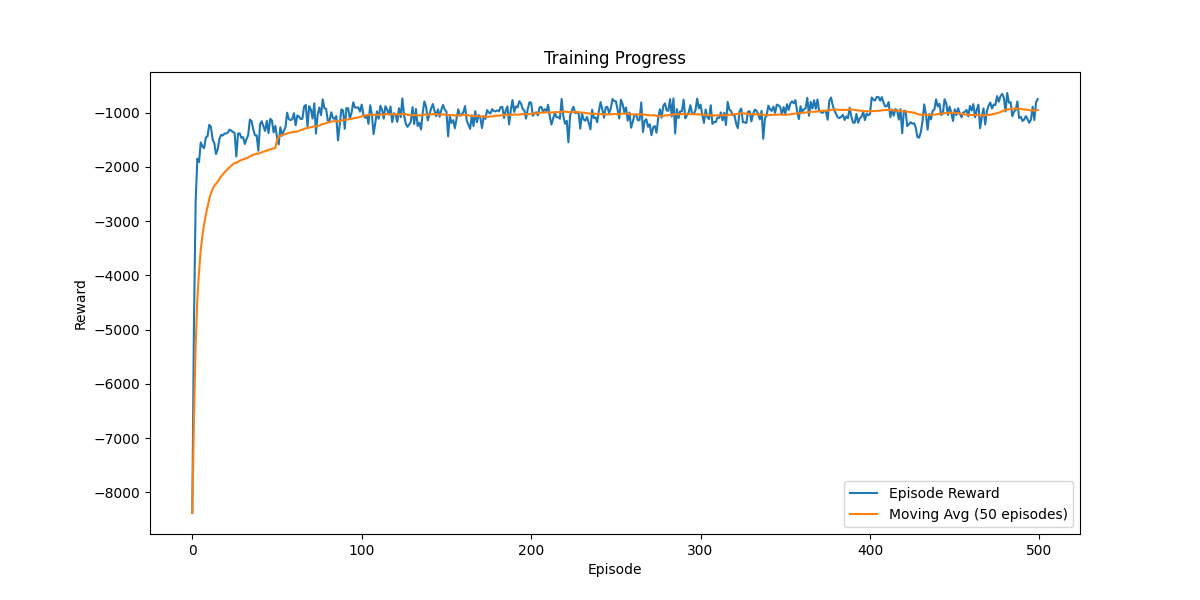 Training Progress
Reward
−1000
−2000
−3000
−4000
−5000
−6000
−7000
−8000
0
100
200
300
400
500
Episode
Episode Reward
Moving Avg (50 episodes)